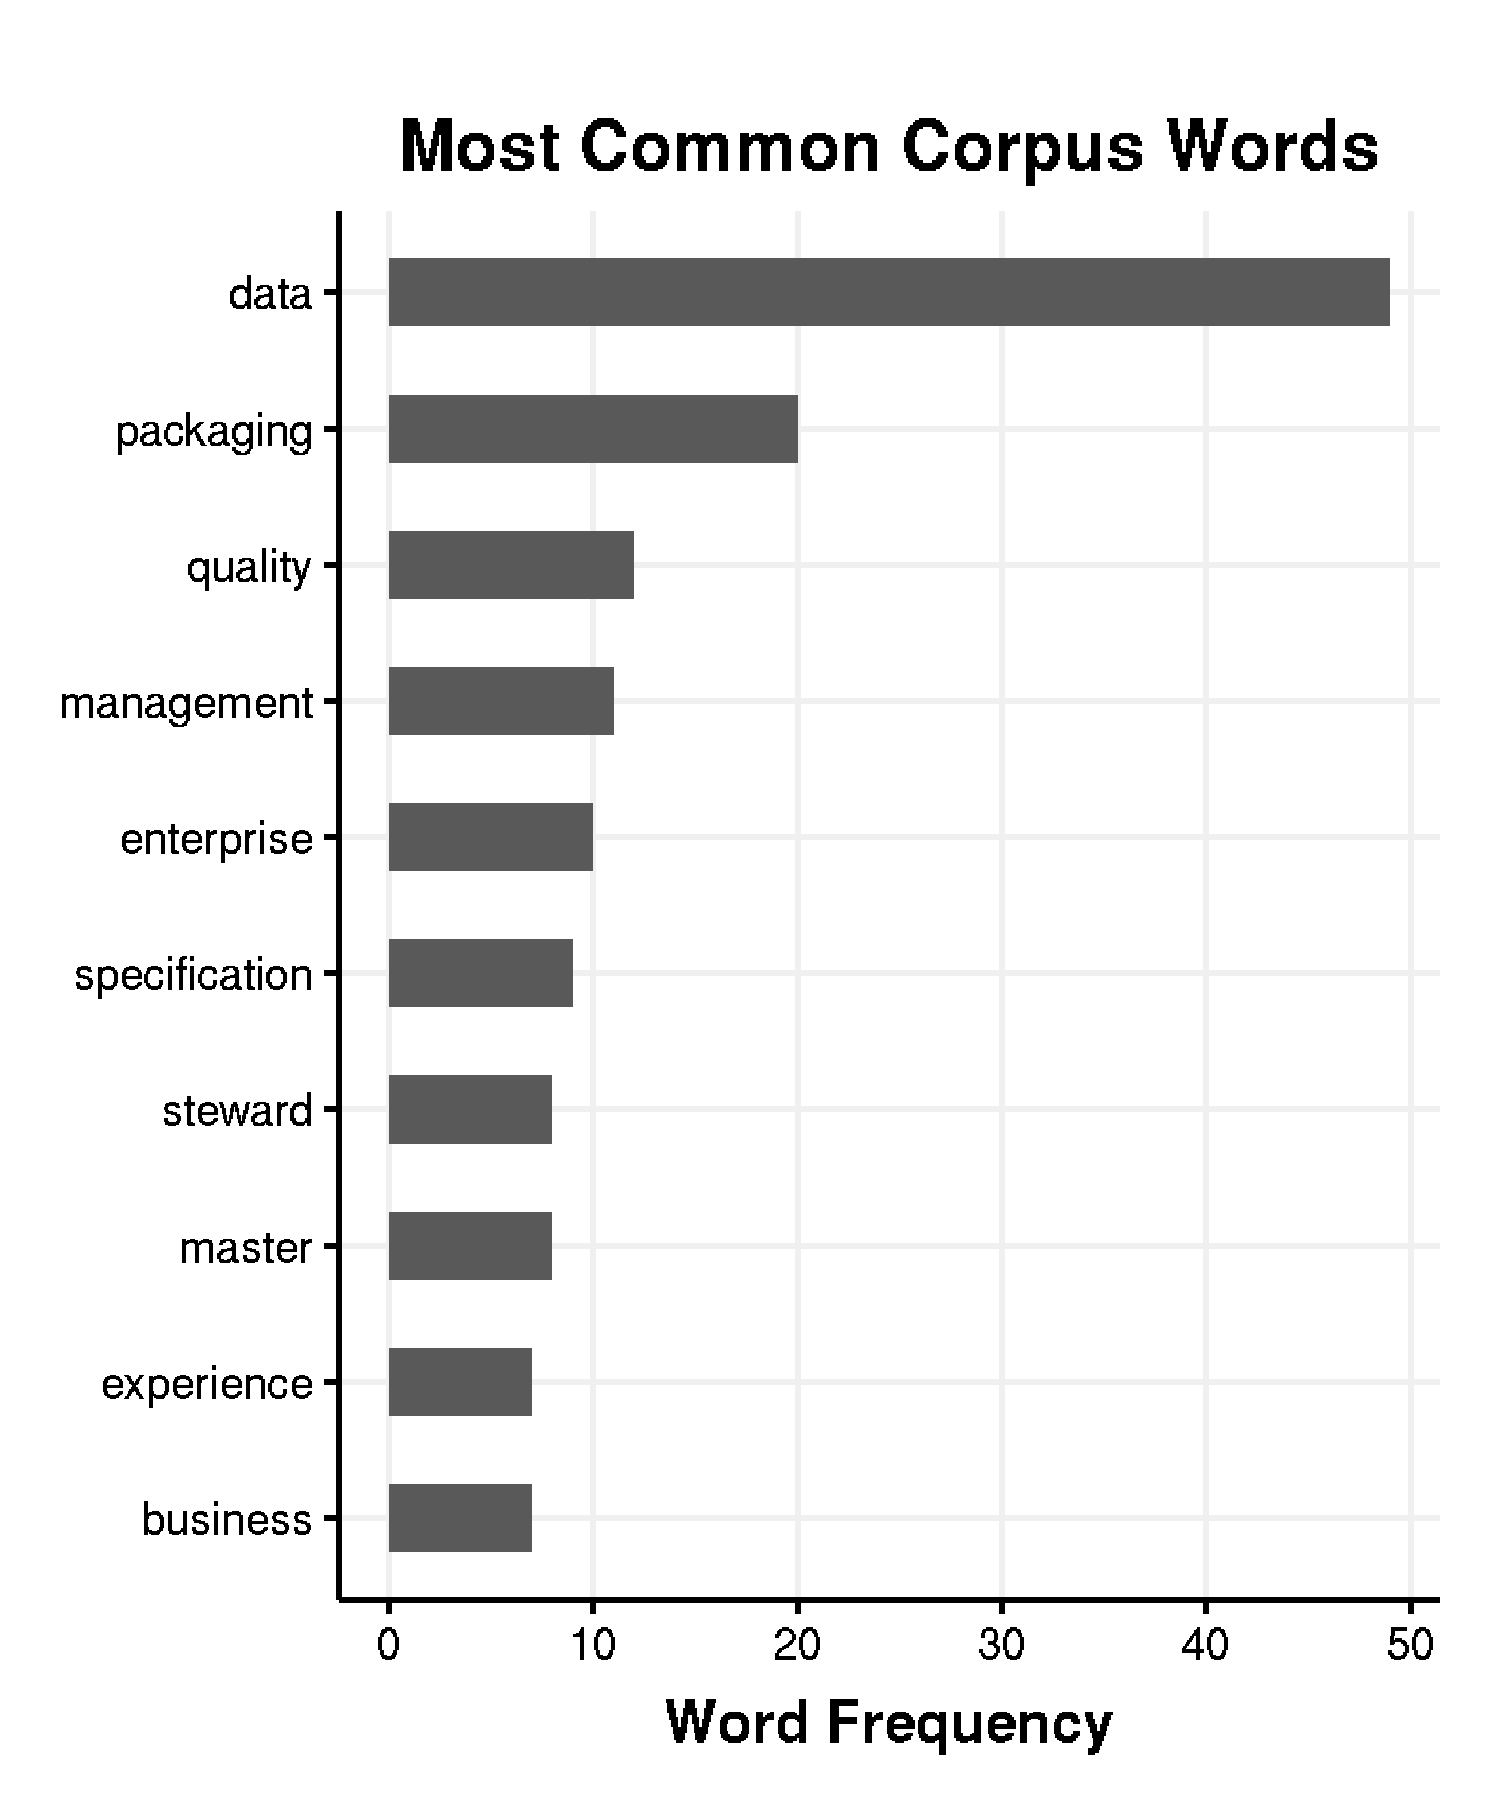 Most Common Corpus Words
data
packaging
quality
management
enterprise
specification
steward
master
experience
business
0 10 20 30 40 50
Word Frequency